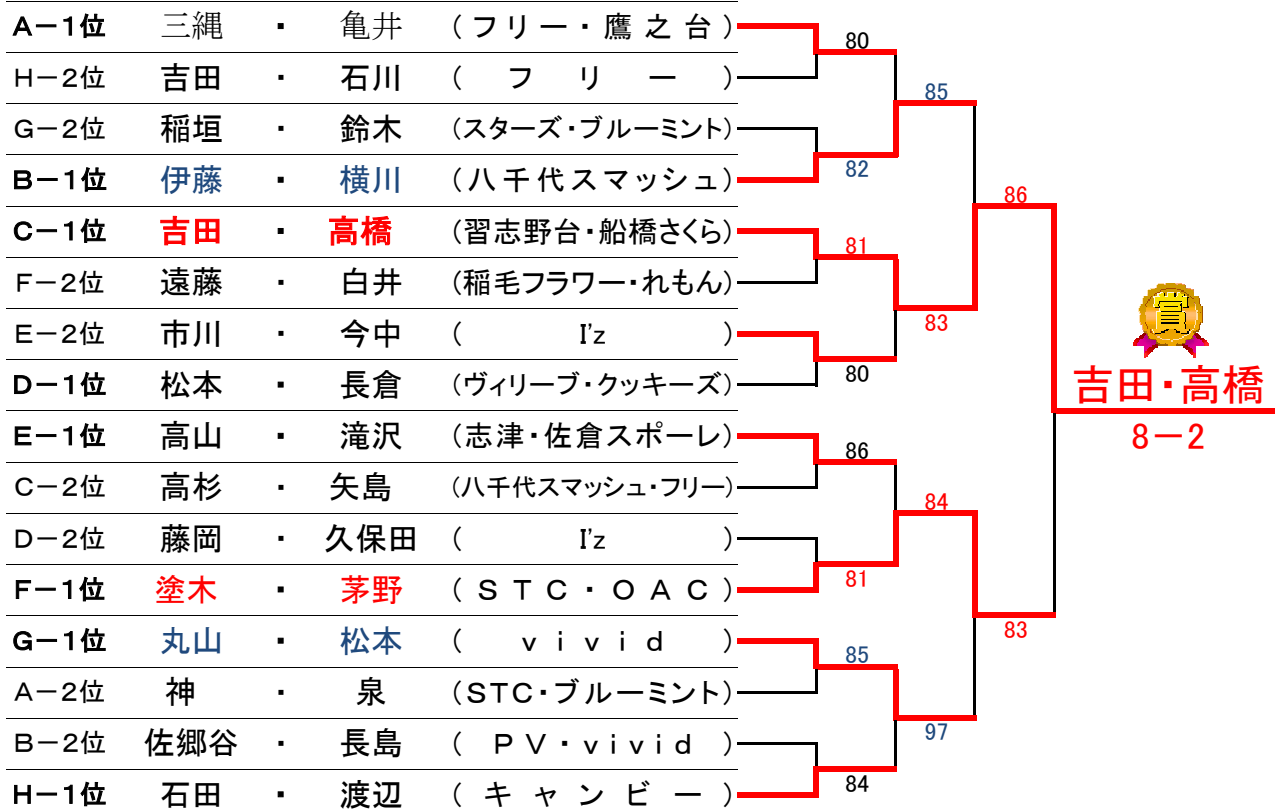 A－1位 三縄 ・ 亀井 (フリー・鷹之台)
80
H－2位 吉田 ・ 石川 (フリー)
85
G－2位 稲垣 ・ 鈴木 (スターズ・ブルーミント)
82
B－1位 伊藤 ・ 横川 (八千代スマッシュ)
86
C－1位 吉田 ・ 高橋 (習志野台・船橋さくら)
81
F－2位 遠藤 ・ 白井 (稲毛フラワー・れもん)
83
E－2位 市川 ・ 今中 (I'z)
80
D－1位 松本 ・ 長倉 (ヴィリーブ・クッキーズ)
賞
吉田・高橋
8－2
E－1位 高山 ・ 滝沢 (志津・佐倉スポーレ)
86
C－2位 高杉 ・ 矢島 (八千代スマッシュ・フリー)
84
D－2位 藤岡 ・ 久保田 (I'z)
81
F－1位 塗木 ・ 茅野 (STC・OAC)
83
G－1位 丸山 ・ 松本 (vivid)
85
A－2位 神 ・ 泉 (STC・ブルーミント)
97
B－2位 佐郷谷 ・ 長島 (PV・vivid)
84
H－1位 石田 ・ 渡辺 (キャンビー)